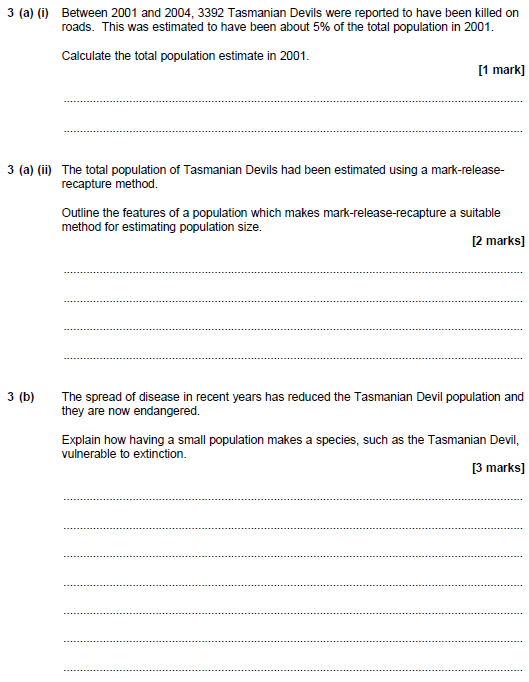 3 (a) (i) Between 2001 and 2004, 3392 Tasmanian Devils were reported to have been killed on
roads. This was estimated to have been about 5% of the total population in 2001.
Calculate the total population estimate in 2001.
[1 mark]
3 (a) (ii) The total population of Tasmanian Devils had been estimated using a mark-release-
recapture method.
Outline the features of a population which makes mark-release-recapture a suitable
method for estimating population size.
[2 marks]
3 (b) The spread of disease in recent years has reduced the Tasmanian Devil population and
they are now endangered.
Explain how having a small population makes a species, such as the Tasmanian Devil,
vulnerable to extinction.
[3 marks]